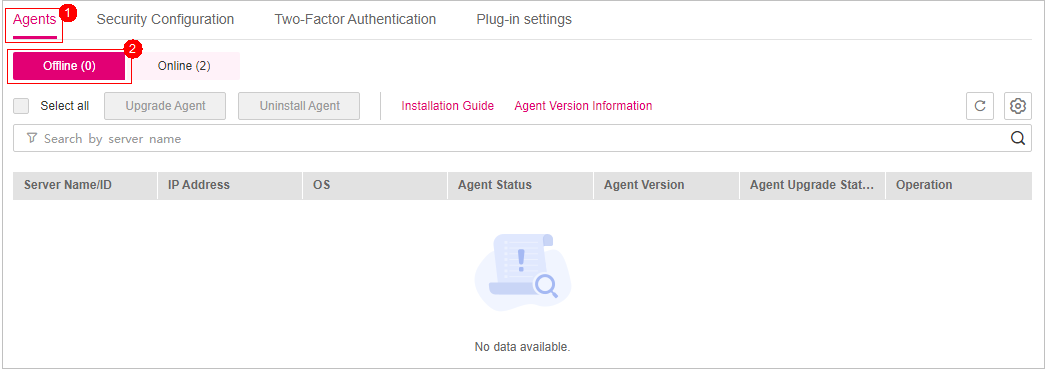 Agents 1 Security Configuration Two-Factor Authentication Plug-in settings
2
Offline (0) Online (2)
Select all Upgrade Agent Uninstall Agent Installation Guide Agent Version Information
Search by server name
Server Name/ID IP Address OS Agent Status Agent Version Agent Upgrade Stat... Operation
No data available.